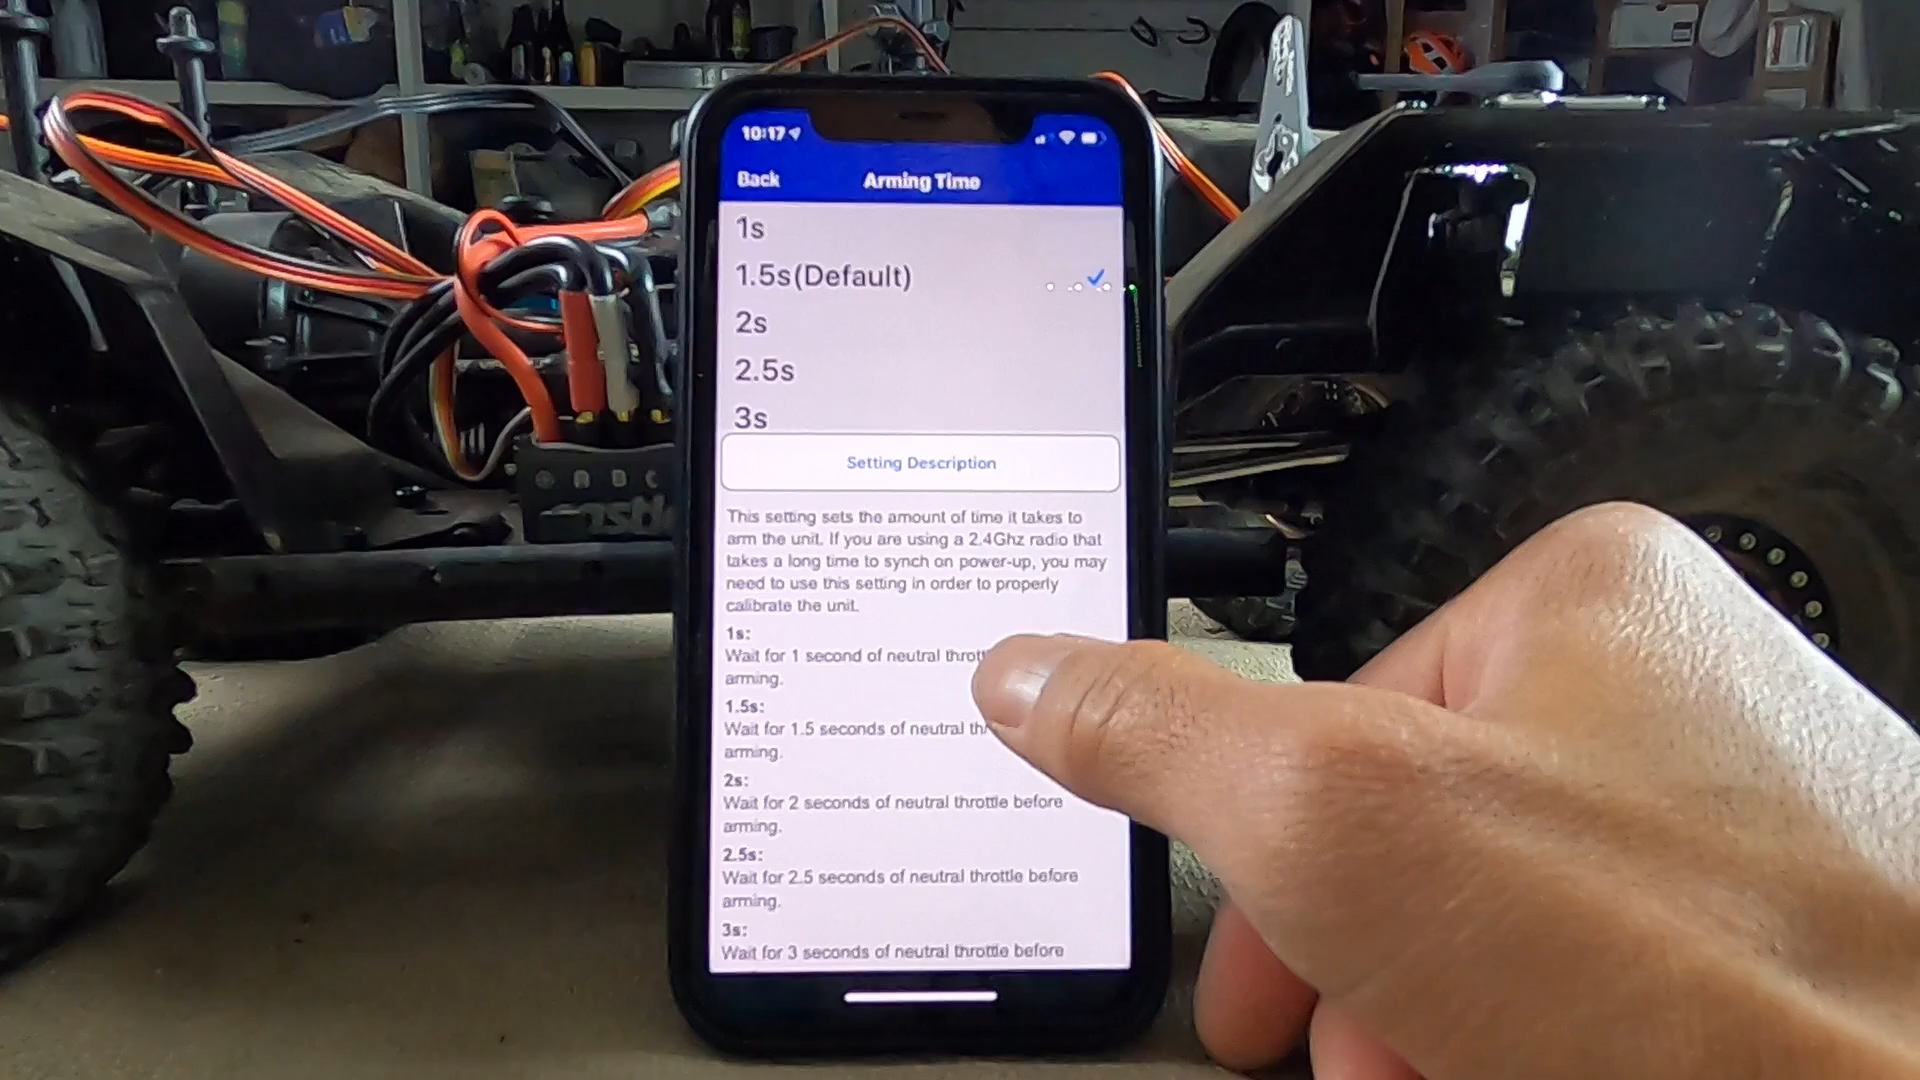 10:17
Back
Arming Time
1s
1.5s(Default)
2s
2.5s
3s
Setting Description
This setting sets the amount of time it takes to
arm the unit. If you are using a 2.4Ghz radio that
takes a long time to synch on power-up, you may
need to use this setting in order to properly
calibrate the unit.
1s:
Wait for 1 second of neutral
arming.
1.5s:
Wait for 1.5 seconds of neutral
arming.
2s:
Wait for 2 seconds of neutral throttle before
arming.
2.5s:
Wait for 2.5 seconds of neutral throttle before
arming.
3s:
Wait for 3 seconds of neutral throttle before
A B C